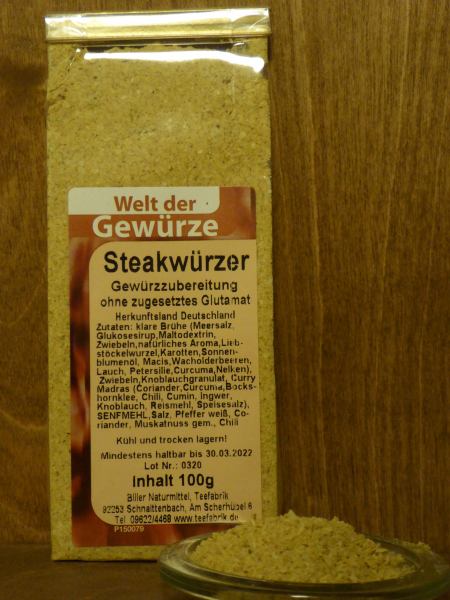 Welt der
Gewürze
Steakwürzer
Gewürzzubereitung
ohne zugesetztes Glutamat
Herkunftsland Deutschland
Zutaten: klare Brühe (Meersalz,
Glukosesirup,Maltodextrin,
Zwiebeln,natürliches Aroma,Lieb-
stöckelwurzel,Karotten,Sonnen-
blumenöl, Macis,Wacholderbeeren,
Lauch, Petersilie,Curcuma,Nelken),
Zwiebeln,Knoblauchgranulat, Curry
Madras (Coriander,Curcuma,Bocks-
hornklee, Chili, Cumin, ingwer,
Knoblauch, Reismehl, Speisesalz),
SENFMEHL,Salz, Pfeffer weiß, Co-
riander, Muskatnuss gem., Chili
Kühl und trocken lagern!
Mindestens haltbar bis 30.03.2022
Lot Nr.: 0320
Inhalt 100g
Biller Naturmittel, Teefabrik
92253 Schnaittenbach, Am Scherhübel 6
Tel. 09622/4468 www.teefabrik.de
P150079